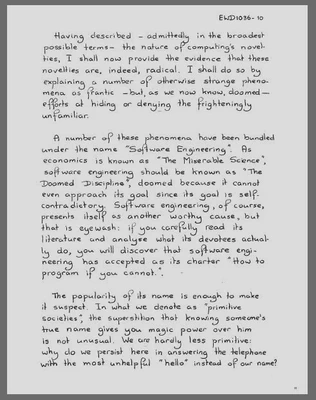 EWD1036-10
Having described —admittedly in the broadest
possible terms— the nature of computing's novel-
ties, I shall now provide the evidence that these
novelties are, indeed, radical. I shall do so by
explaining a number of otherwise strange pheno-
mena as frantic —but, as we now know, doomed—
efforts at hiding or denying the frighteningly
unfamiliar.
A number of these phenomena have been bundled
under the name "Software Engineering". As
economics is known as "The Miserable Science",
software engineering should be known as "The
Doomed Discipline", doomed because it cannot
even approach its goal since its goal is self-
contradictory. Software engineering, of course,
presents itself as another worthy cause, but
that is eyewash: if you carefully read its
literature and analyse what its devotees actual-
ly do, you will discover that software engi-
neering has accepted as its charter "How to
program if you cannot.".
The popularity of its name is enough to make
it suspect. In what we denote as "primitive
societies", the superstition that knowing someone's
true name gives you magic power over him
is not unusual. We are hardly less primitive:
why do we persist here in answering the telephone
with the most unhelpful "hello" instead of our name?